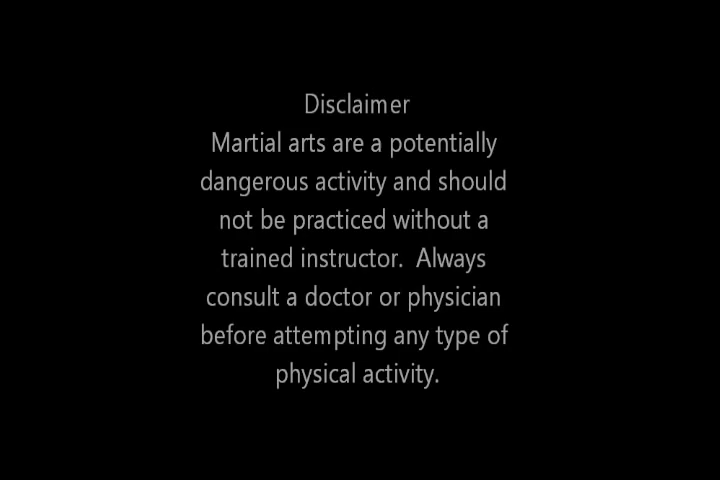 Disclaimer
Martial arts are a potentially
dangerous activity and should
not be practiced without a
trained instructor.  Always
consult a doctor or physician
before attempting any type of
physical activity.